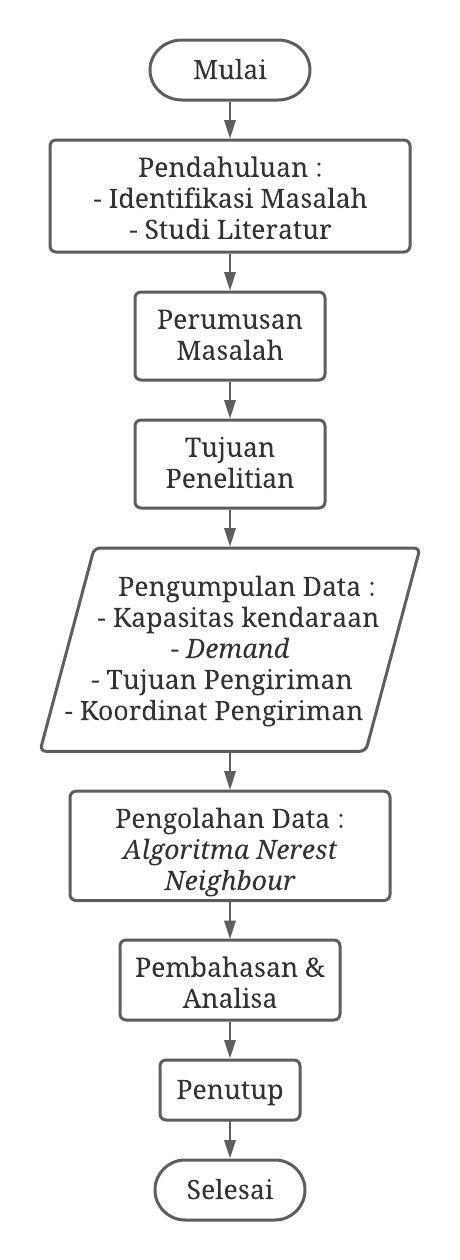 Mulai
Pendahuluan :
- Identifikasi Masalah
- Studi Literatur
Perumusan
Masalah
Tujuan
Penelitian
Pengumpulan Data :
- Kapasitas kendaraan
- Demand
- Tujuan Pengiriman
- Koordinat Pengiriman
Pengolahan Data :
Algoritma Nerest
Neighbour
Pembahasan &
Analisa
Penutup
Selesai